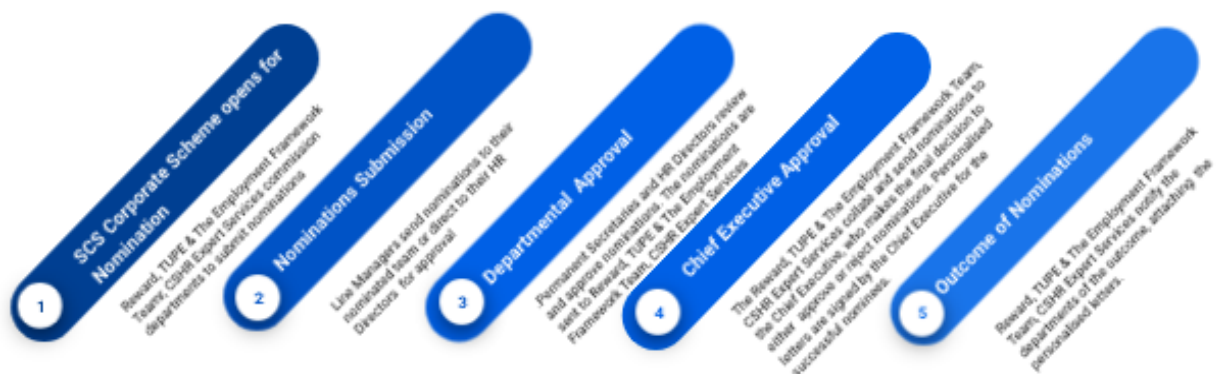 1
SCS Corporate Scheme opens for
Nomination
Reward, TUPE & The Employment Framework
Team, CSHR Expert Services commission
departments to submit nominations
2
Nominations Submission
Line Managers send nominations to their
nominated team or direct to their HR
Directors for approval
3
Departmental Approval
Permanent Secretaries and HR Directors review
and approve nominations. The nominations are
sent to Reward, TUPE & The Employment
Framework Team, CSHR Expert Services
4
Chief Executive Approval
The Reward, TUPE & The Employment Framework Team,
CSHR Expert Services collate and send nominations to
the Chief Executive, who makes the final decision to
either approve or reject nominations. Personalised
letters are signed by the Chief Executive for the
successful nominees.
5
Outcome of Nominations
Reward, TUPE & The Employment Framework
Team, CSHR Expert Services notify the
departments of the outcome, attaching the
personalised letters.